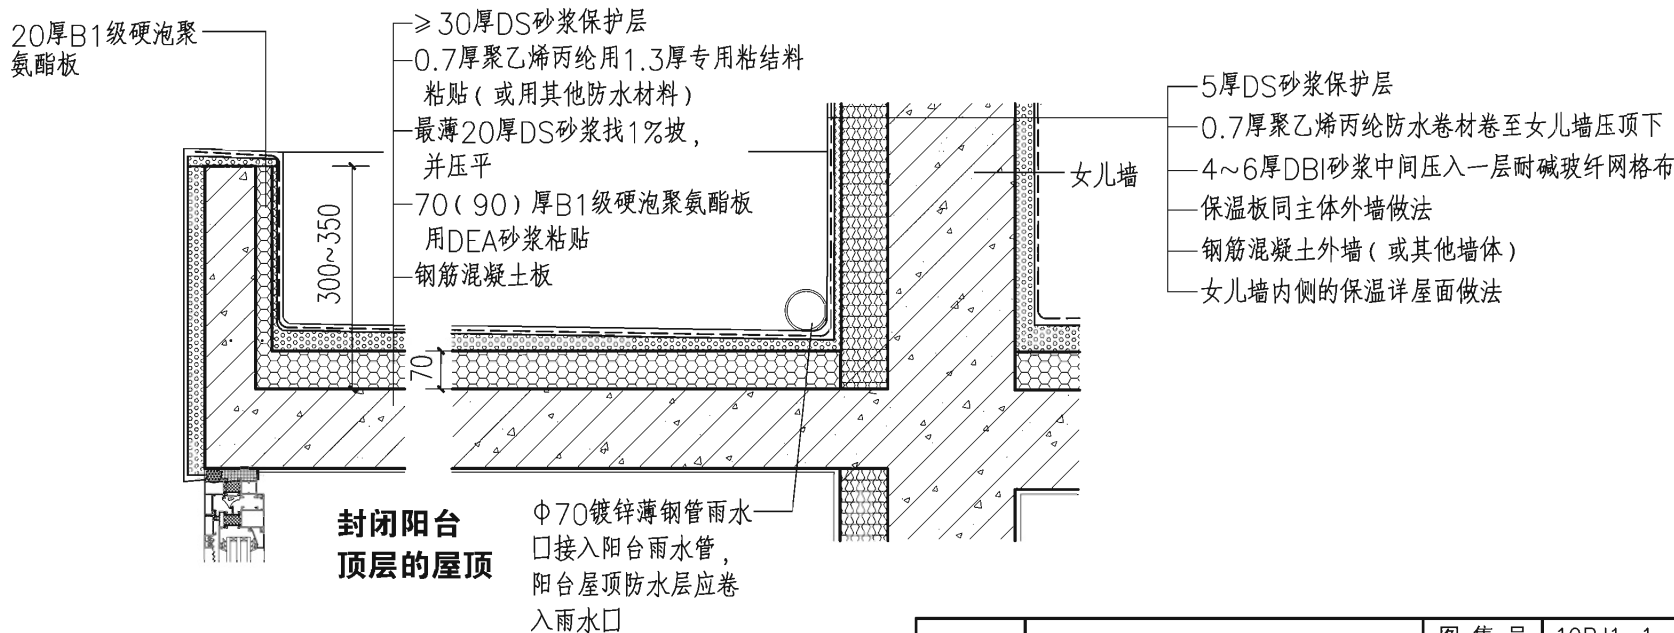 20厚B1级硬泡聚
氨酯板
≥30厚DS砂浆保护层
0.7厚聚乙烯丙纶用1.3厚专用粘结料
粘贴(或用其他防水材料)
最薄20厚DS砂浆找1%坡,
并压平
70(90)厚B1级硬泡聚氨酯板
用DEA砂浆粘贴
钢筋混凝土板
300~350
70
女儿墙
5厚DS砂浆保护层
0.7厚聚乙烯丙纶防水卷材卷至女儿墙压顶下
4~6厚DBI砂浆中间压入一层耐碱玻纤网格布
保温板同主体外墙做法
钢筋混凝土外墙(或其他墙体)
女儿墙内侧的保温详屋面做法
封闭阳台
顶层的屋顶
Φ70镀锌薄钢管雨水
口接入阳台雨水管,
阳台屋顶防水层应卷
入雨水口
图集号